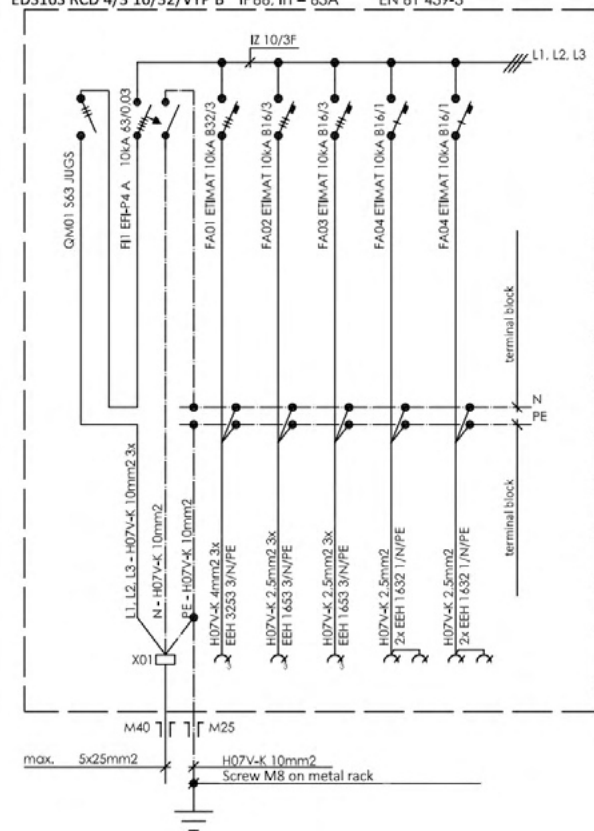 EDS163 RCD 4/3 16/32/VTP B IP66, In = 63A EN 61 439-3
IZ 10/3F
L1, L2, L3
QM01 S63 JUGS
FI1 EFI-P4 A 10kA 63/0,03
FA01 ETIMAT 10kA B32/3
FA02 ETIMAT 10kA B16/3
FA03 ETIMAT 10kA B16/3
FA04 ETIMAT 10kA B16/1
FA04 ETIMAT 10kA B16/1
terminal block
N
PE
terminal block
L1, L2, L3 - H07V-K 10mm2 3x
N - H07V-K 10mm2
PE - H07V-K 10mm2
H07V-K 4mm2 3x
EEH 3253 3/N/PE
H07V-K 2,5mm2 3x
EEH 1653 3/N/PE
H07V-K 2,5mm2 3x
EEH 1653 3/N/PE
H07V-K 2,5mm2
2x EEH 1632 1/N/PE
H07V-K 2,5mm2
2x EEH 1632 1/N/PE
X01
3
3
3
M40
M25
max. 5x25mm2
H07V-K 10mm2
Screw M8 on metal rack